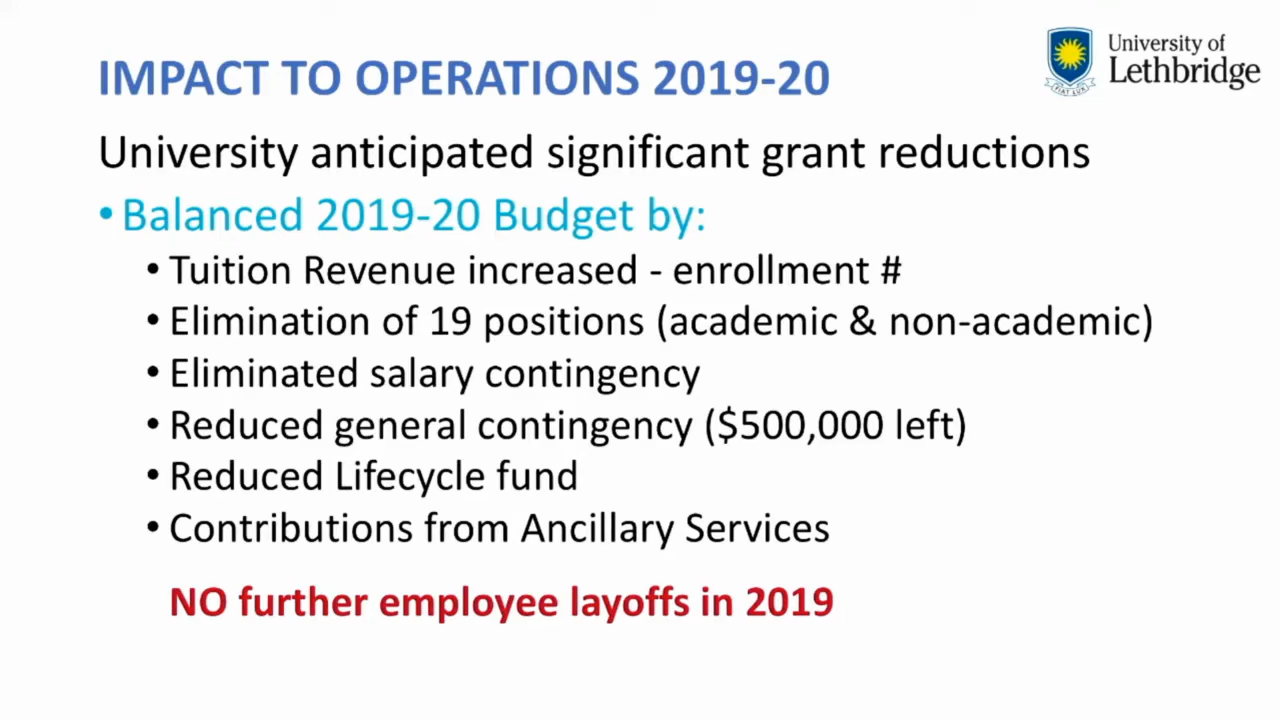 IMPACT TO OPERATIONS 2019-20
University of
Lethbridge
FIAT LUX
University anticipated significant grant reductions
• Balanced 2019-20 Budget by:
• Tuition Revenue increased - enrollment #
• Elimination of 19 positions (academic & non-academic)
• Eliminated salary contingency
• Reduced general contingency ($500,000 left)
• Reduced Lifecycle fund
• Contributions from Ancillary Services
NO further employee layoffs in 2019